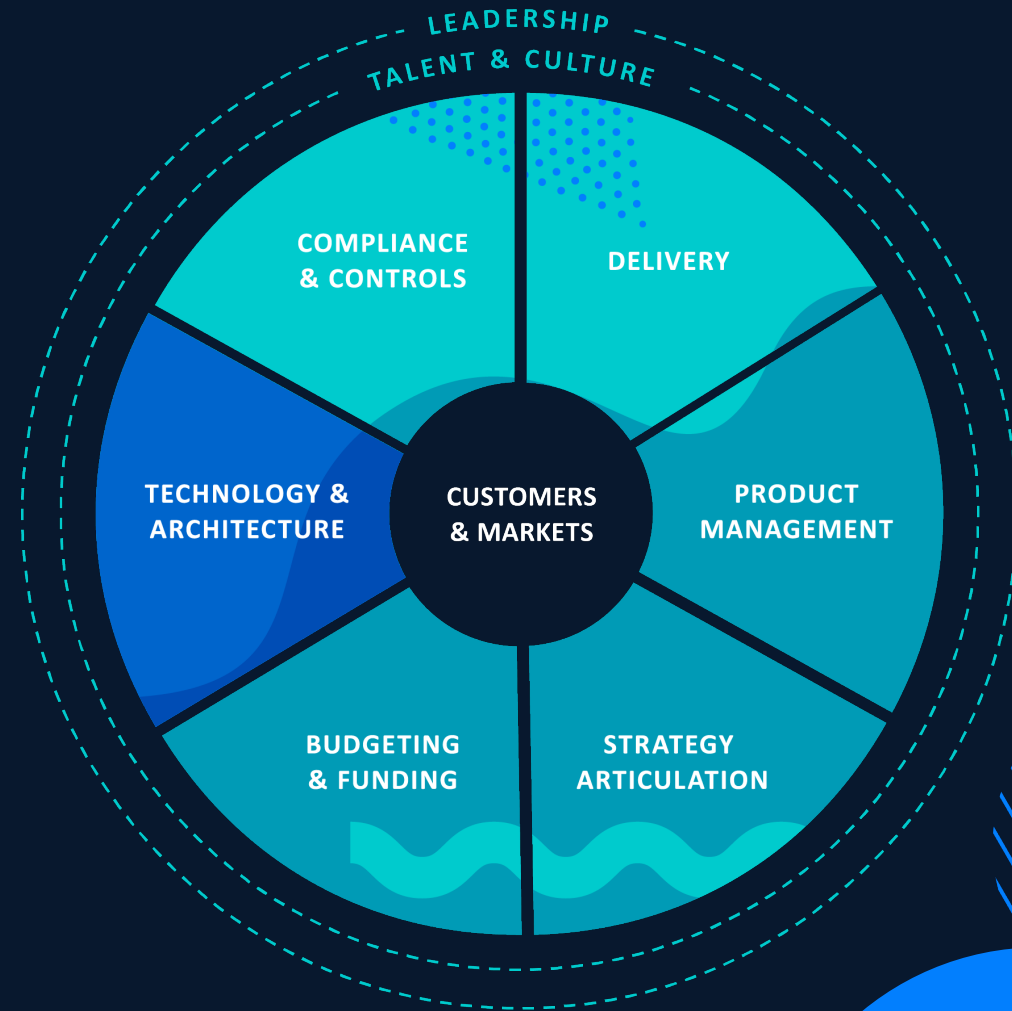 LEADERSHIP
TALENT & CULTURE
COMPLIANCE
& CONTROLS
DELIVERY
TECHNOLOGY &
ARCHITECTURE
CUSTOMERS
& MARKETS
PRODUCT
MANAGEMENT
BUDGETING
& FUNDING
STRATEGY
ARTICULATION